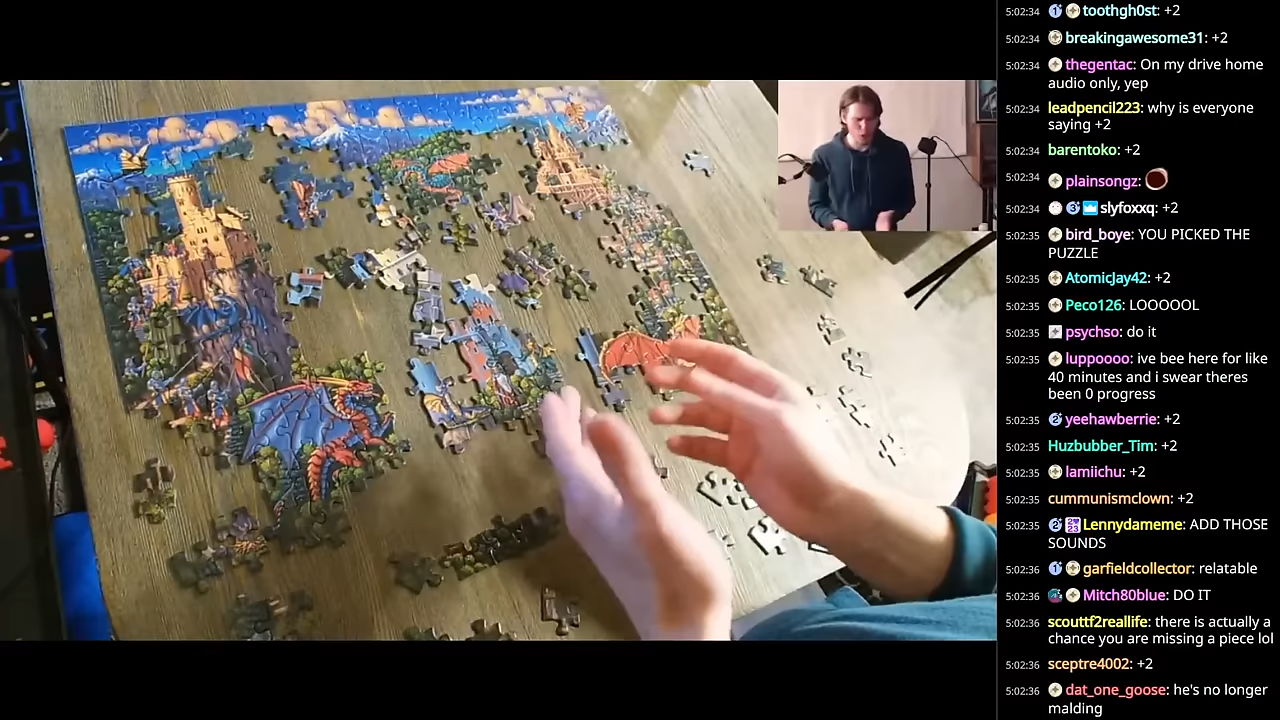 5:02:34 toothgh0st: +2
5:02:34 breakingawesome31: +2
5:02:34 thegentac: On my drive home
audio only, yep
5:02:34 leadpencil223: why is everyone
saying +2
5:02:34 barentoko: +2
5:02:34 plainsongz:
5:02:34 slyfoxxq: +2
5:02:35 bird_boye: YOU PICKED THE
PUZZLE
5:02:35 AtomicJay42: +2
5:02:35 Peco126: LOOOOOL
5:02:35 psychso: do it
5:02:35 luppoooo: ive bee here for like
40 minutes and i swear theres
been 0 progress
5:02:35 yeehawberrie: +2
5:02:35 Huzbubber_Tim: +2
5:02:35 lamiichu: +2
5:02:35 cummunismclown: +2
5:02:35 Lennydameme: ADD THOSE
SOUNDS
5:02:36 garfieldcollector: relatable
5:02:36 Mitch80blue: DO IT
5:02:36 scouttf2reallife: there is actually a
chance you are missing a piece lol
5:02:36 sceptre4002: +2
5:02:36 dat_one_goose: he's no longer
malding